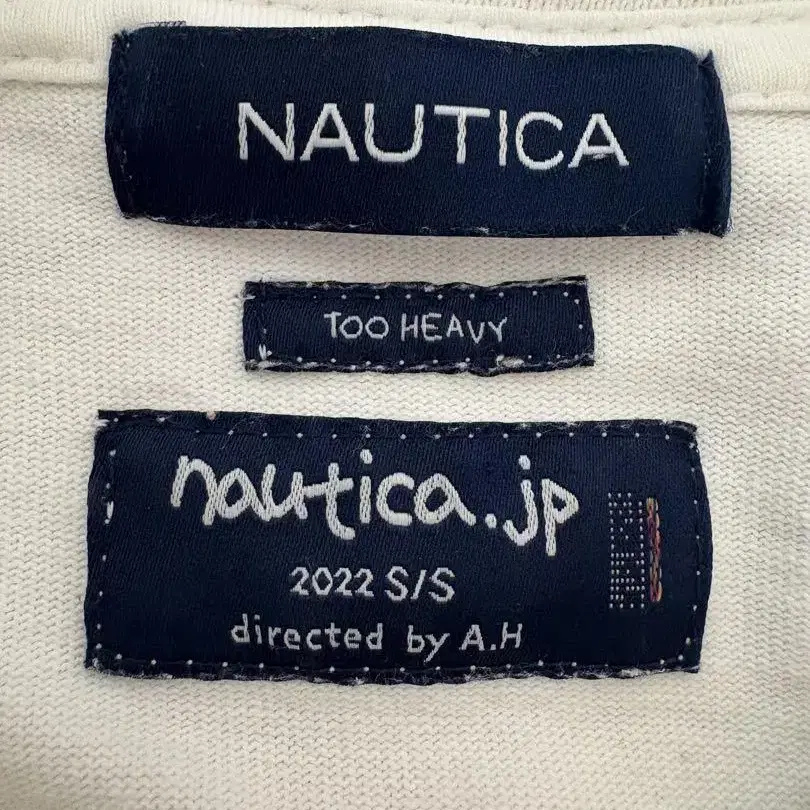 NAUTICA
TOO HEAVY
nautica.jp
2022 S/S
directed by A.H